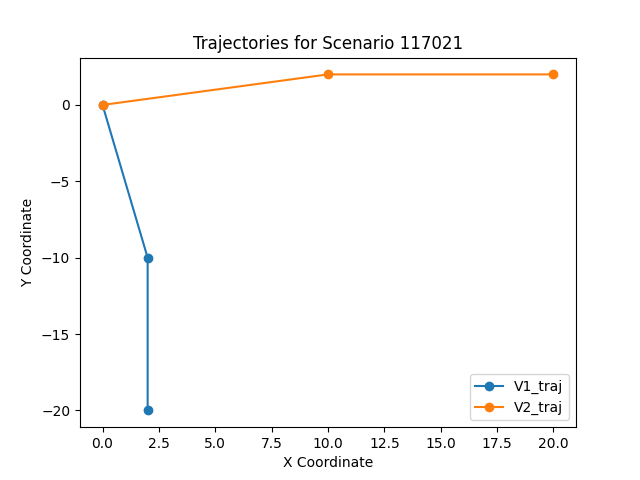 Trajectories for Scenario 117021
Y Coordinate
0
−5
−10
−15
−20
0.0 2.5 5.0 7.5 10.0 12.5 15.0 17.5 20.0
X Coordinate
V1_traj
V2_traj